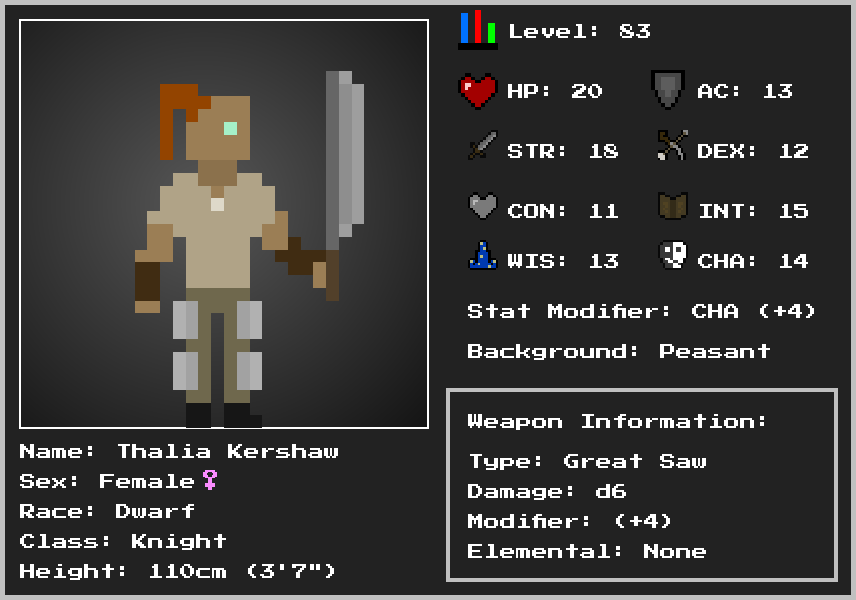 Level: 83
HP: 20
AC: 13
STR: 18
DEX: 12
CON: 11
INT: 15
WIS: 13
CHA: 14
Stat Modifier: CHA (+4)
Background: Peasant
Weapon Information:
Type: Great Saw
Damage: d6
Modifier: (+4)
Elemental: None
Name: Thalia Kershaw
Sex: Female♀
Race: Dwarf
Class: Knight
Height: 110cm (3'7")